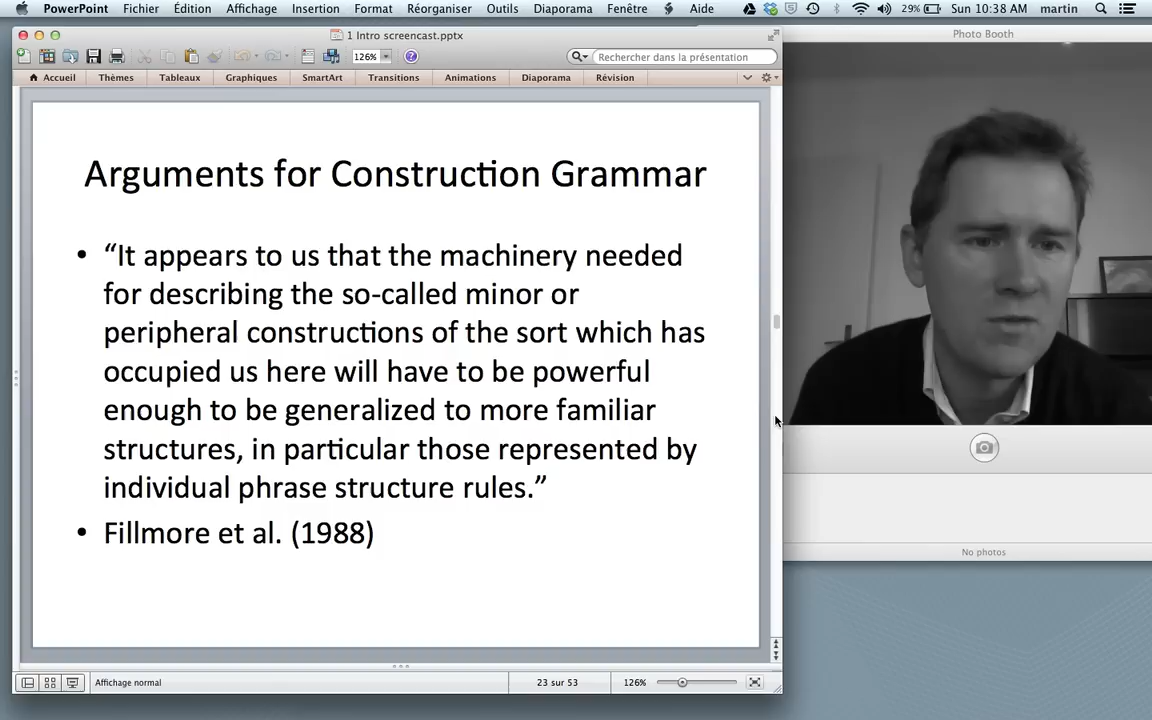 PowerPoint Fichier Édition Affichage Insertion Format Réorganiser Outils Diaporama Fenêtre Aide 29% Sun 10:38 AM martin
1 Intro screencast.pptx
126%
Rechercher dans la présentation
Accueil Thèmes Tableaux Graphiques SmartArt Transitions Animations Diaporama Révision
Arguments for Construction Grammar
• “It appears to us that the machinery needed
for describing the so-called minor or
peripheral constructions of the sort which has
occupied us here will have to be powerful
enough to be generalized to more familiar
structures, in particular those represented by
individual phrase structure rules.”
• Fillmore et al. (1988)
Affichage normal 23 sur 53 126%
Photo Booth
No photos